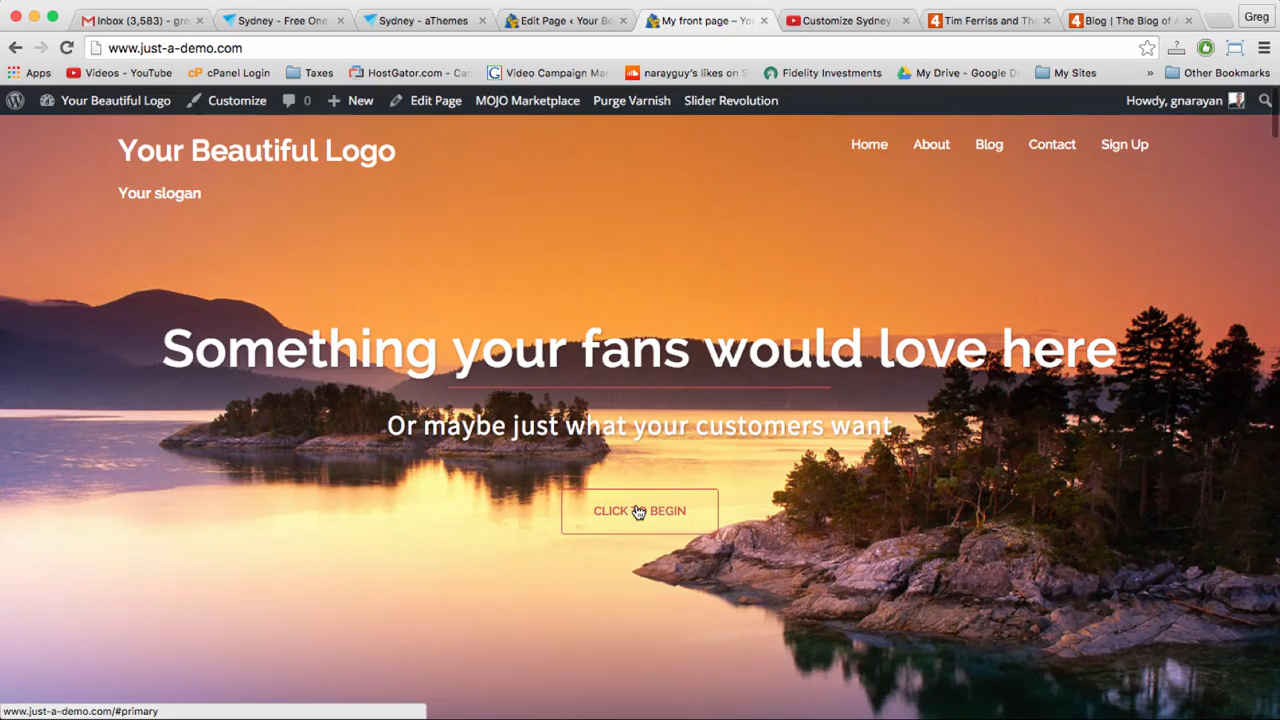 Inbox (3,583) - gre
Sydney - Free One
Sydney - aThemes
Edit Page ‹ Your Be
My front page – Yo
Customize Sydney
Tim Ferriss and The
Blog | The Blog of A
Greg
www.just-a-demo.com
Apps
Videos - YouTube
cP cPanel Login
Taxes
HostGator.com - Can
Video Campaign Ma
narayguy's likes on S
Fidelity Investments
My Drive - Google D
My Sites
»
Other Bookmarks
Your Beautiful Logo
Customize
0
New
Edit Page
MOJO Marketplace
Purge Varnish
Slider Revolution
Howdy, gnarayan
Your Beautiful Logo
Home
About
Blog
Contact
Sign Up
Your slogan
Something your fans would love here
Or maybe just what your customers want
CLICK TO BEGIN
www.just-a-demo.com/#primary